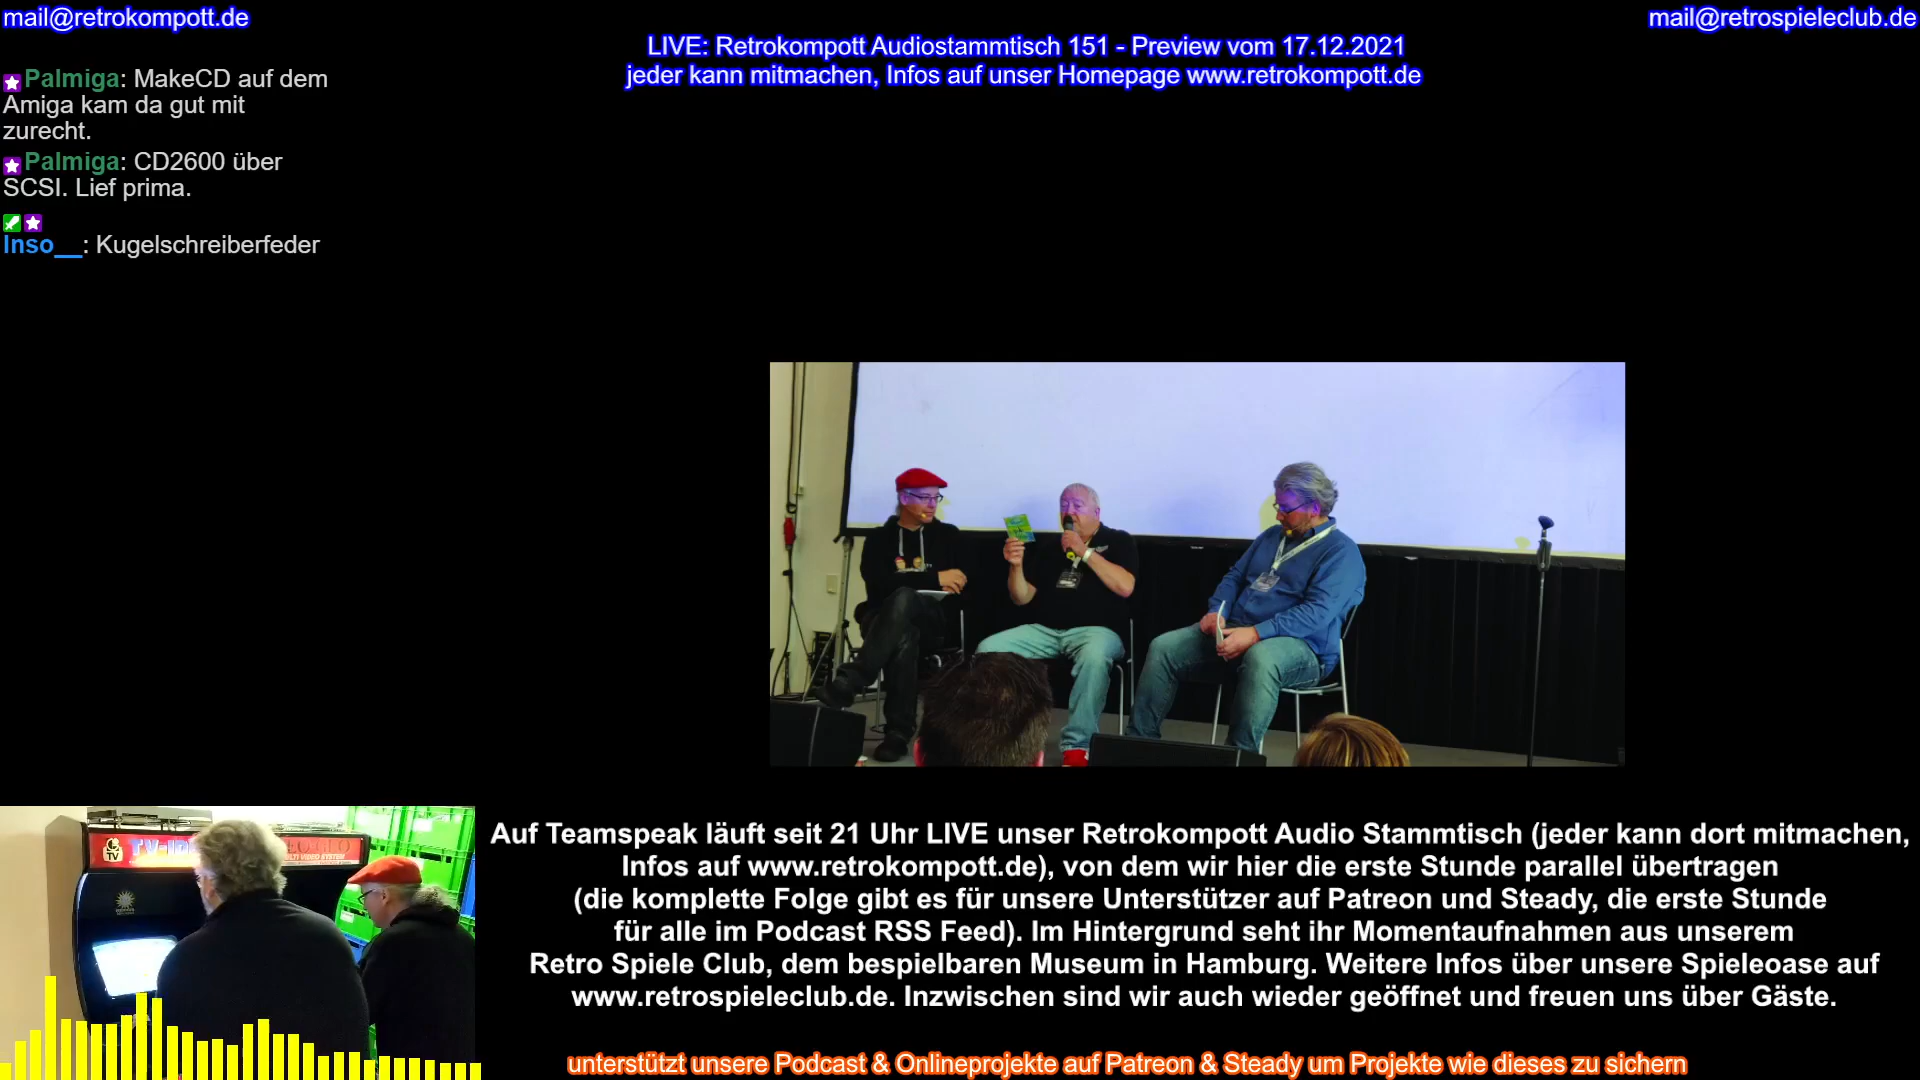 mail@retrokompott.de
mail@retrospieleclub.de
LIVE: Retrokompott Audiostammtisch 151 - Preview vom 17.12.2021
jeder kann mitmachen, Infos auf unser Homepage www.retrokompott.de
Palmiga: MakeCD auf dem
Amiga kam da gut mit
zurecht.
Palmiga: CD2600 über
SCSI. Lief prima.
Inso__: Kugelschreiberfeder
TV
Auf Teamspeak läuft seit 21 Uhr LIVE unser Retrokompott Audio Stammtisch (jeder kann dort mitmachen,
Infos auf www.retrokompott.de), von dem wir hier die erste Stunde parallel übertragen
(die komplette Folge gibt es für unsere Unterstützer auf Patreon und Steady, die erste Stunde
für alle im Podcast RSS Feed). Im Hintergrund seht ihr Momentaufnahmen aus unserem
Retro Spiele Club, dem bespielbaren Museum in Hamburg. Weitere Infos über unsere Spieleoase auf
www.retrospieleclub.de. Inzwischen sind wir auch wieder geöffnet und freuen uns über Gäste.
unterstützt unsere Podcast & Onlineprojekte auf Patreon & Steady um Projekte wie dieses zu sichern